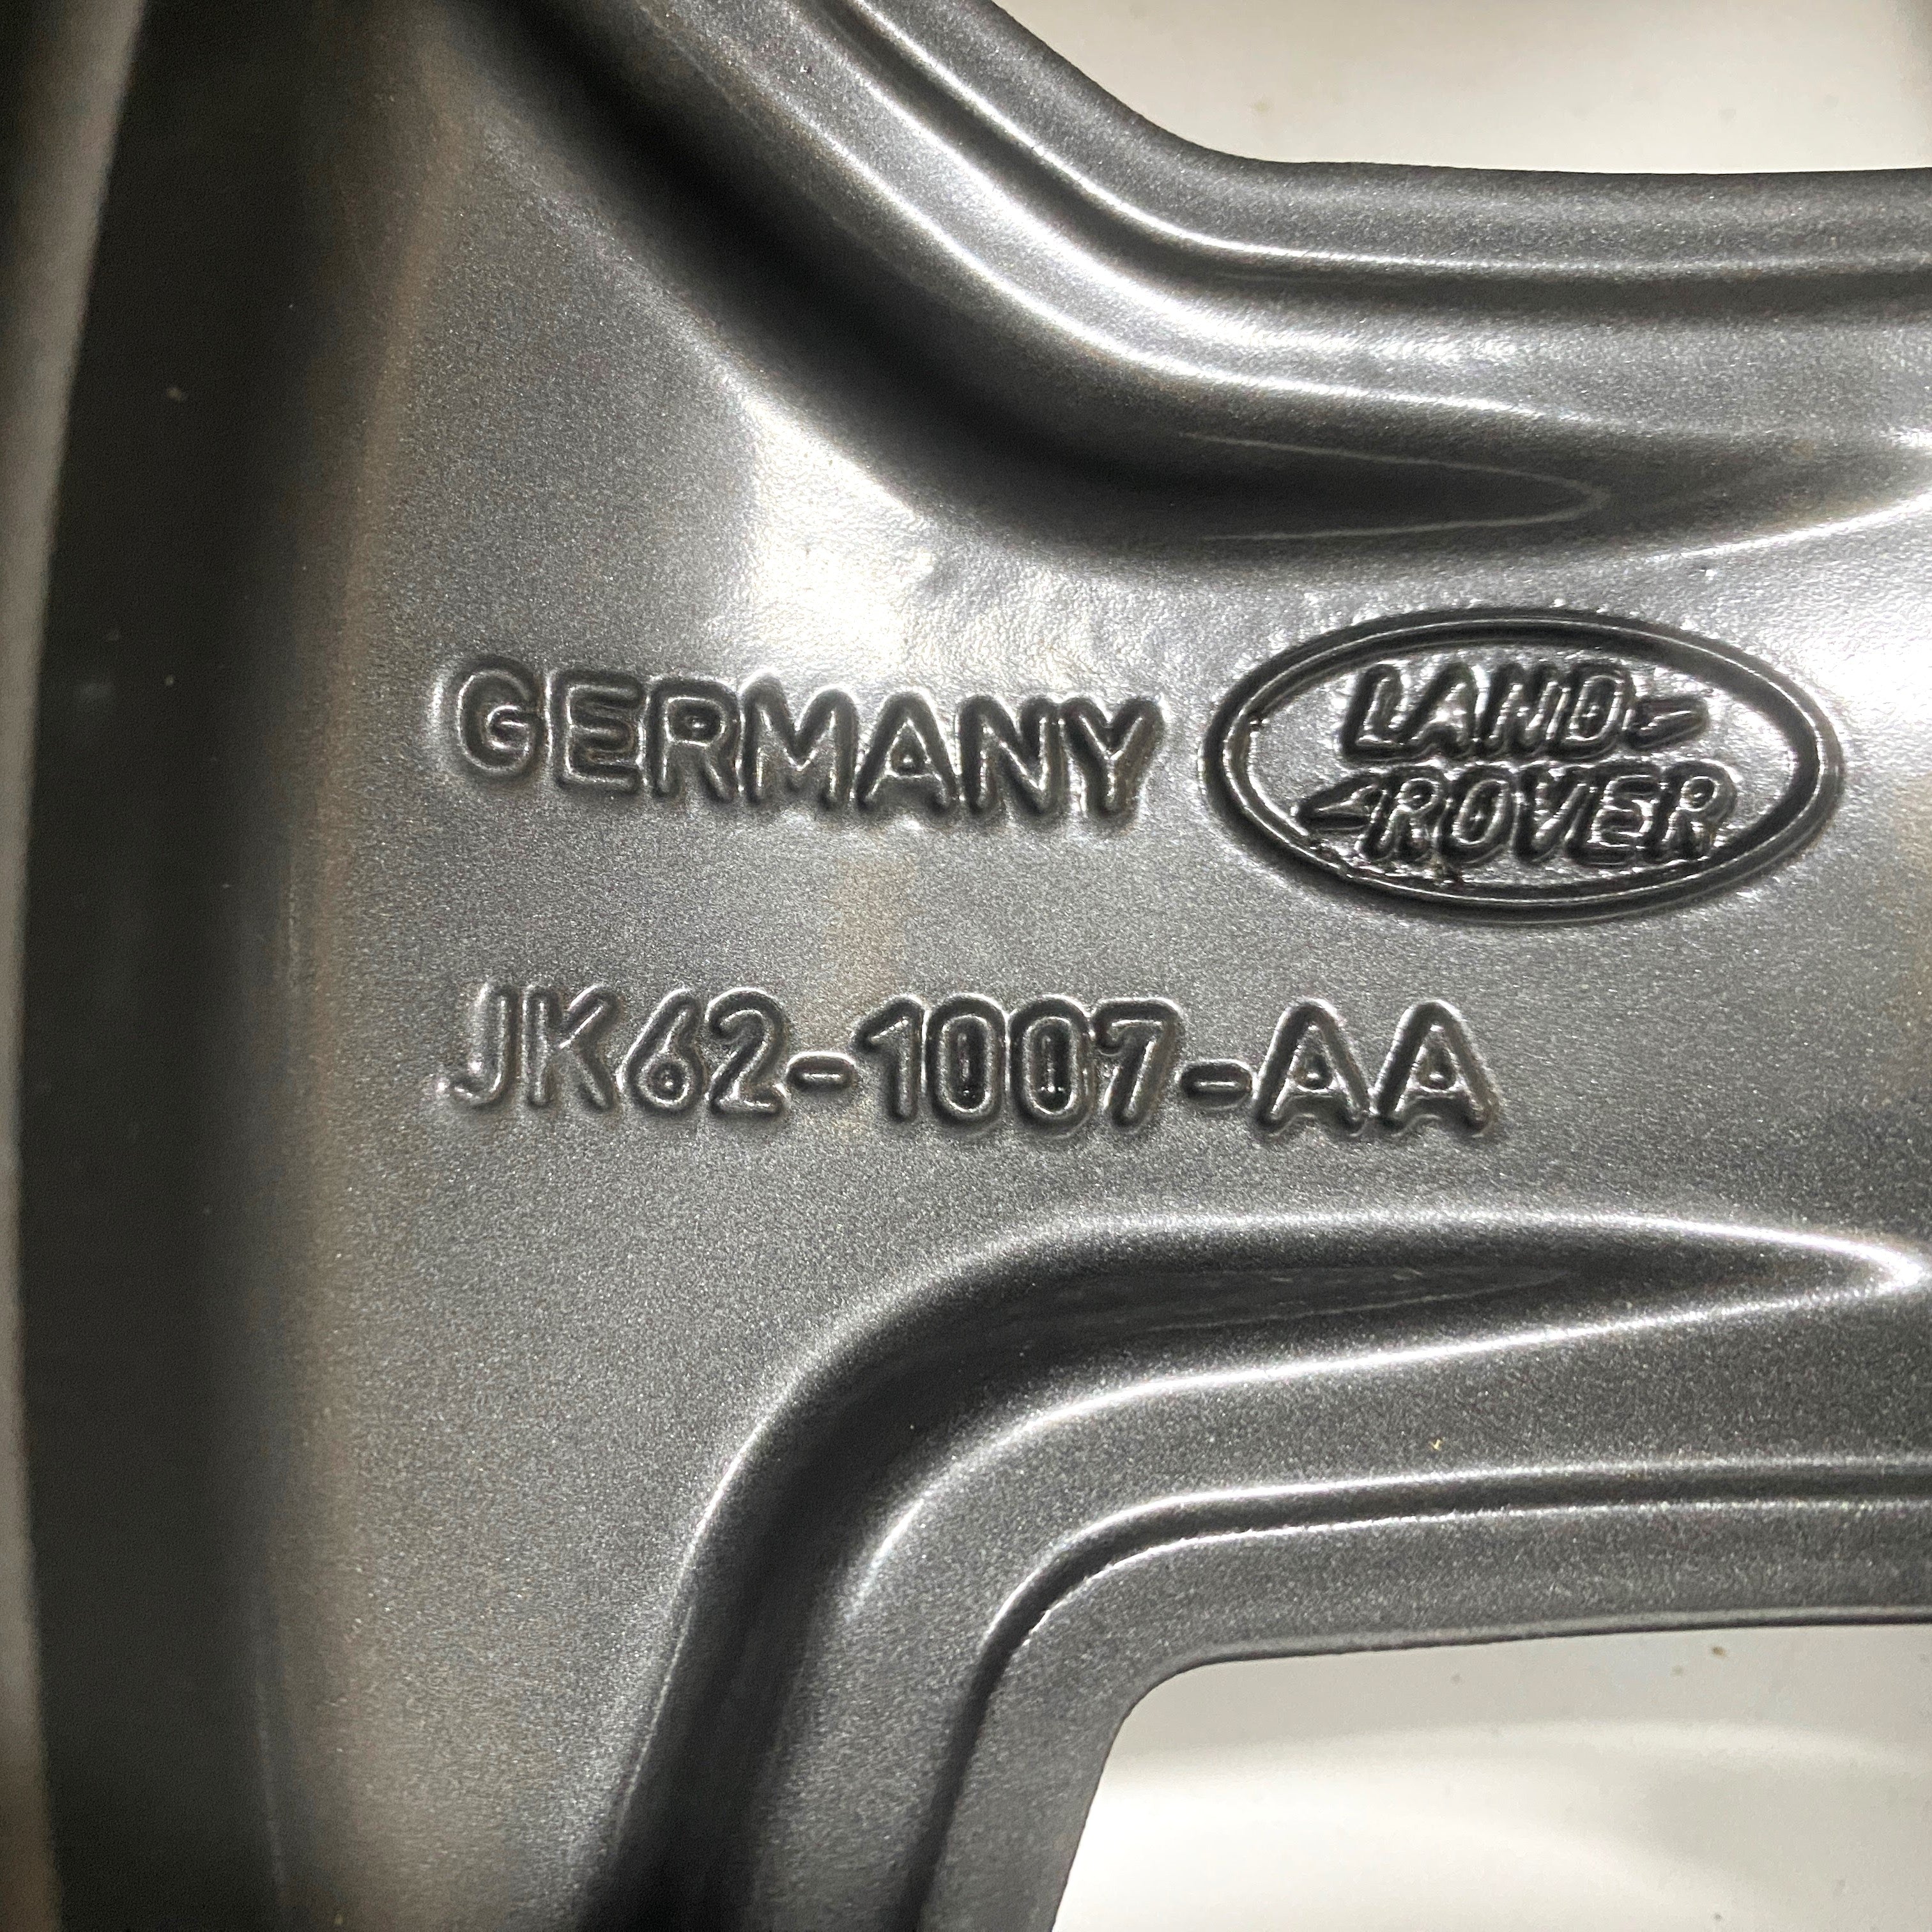 GERMANY
LAND-
-ROVER
JK62-1007-AA